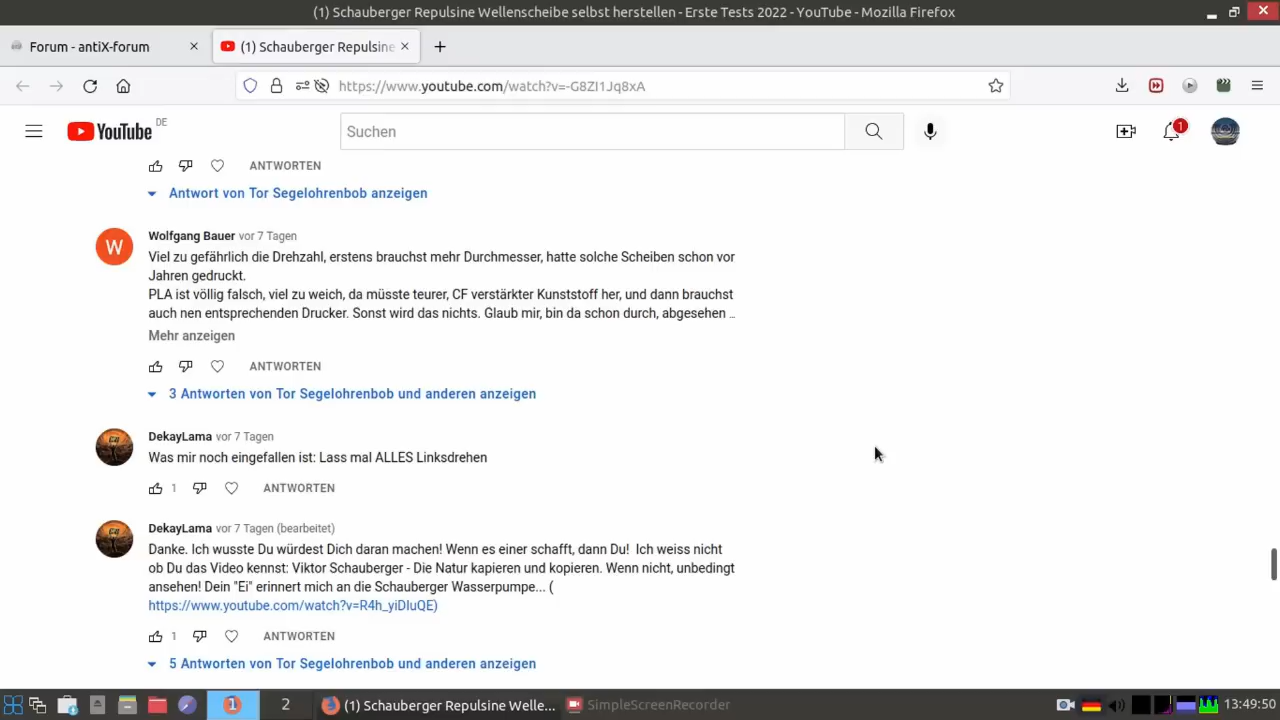 (1) Schauberger Repulsine Wellenscheibe selbst herstellen - Erste Tests 2022 - YouTube — Mozilla Firefox
Forum - antiX-forum
(1) Schauberger Repulsine
https://www.youtube.com/watch?v=-G8ZI1Jq8xA
YouTube DE
Suchen
1
ANTWORTEN
Antwort von Tor Segelohrenbob anzeigen
W
Wolfgang Bauer vor 7 Tagen
Viel zu gefährlich die Drehzahl, erstens brauchst mehr Durchmesser, hatte solche Scheiben schon vor
Jahren gedruckt.
PLA ist völlig falsch, viel zu weich, da müsste teurer, CF verstärkter Kunststoff her, und dann brauchst
auch nen entsprechenden Drucker. Sonst wird das nichts. Glaub mir, bin da schon durch, abgesehen ...
Mehr anzeigen
ANTWORTEN
3 Antworten von Tor Segelohrenbob und anderen anzeigen
DekayLama vor 7 Tagen
Was mir noch eingefallen ist: Lass mal ALLES Linksdrehen
1 ANTWORTEN
DekayLama vor 7 Tagen (bearbeitet)
Danke. Ich wusste Du würdest Dich daran machen! Wenn es einer schafft, dann Du! Ich weiss nicht
ob Du das Video kennst: Viktor Schauberger - Die Natur kapieren und kopieren. Wenn nicht, unbedingt
ansehen! Dein "Ei" erinnert mich an die Schauberger Wasserpumpe... (
https://www.youtube.com/watch?v=R4h_yiDIuQE)
1 ANTWORTEN
5 Antworten von Tor Segelohrenbob und anderen anzeigen
1
2
(1) Schauberger Repulsine Welle...
SimpleScreenRecorder
13:49:50